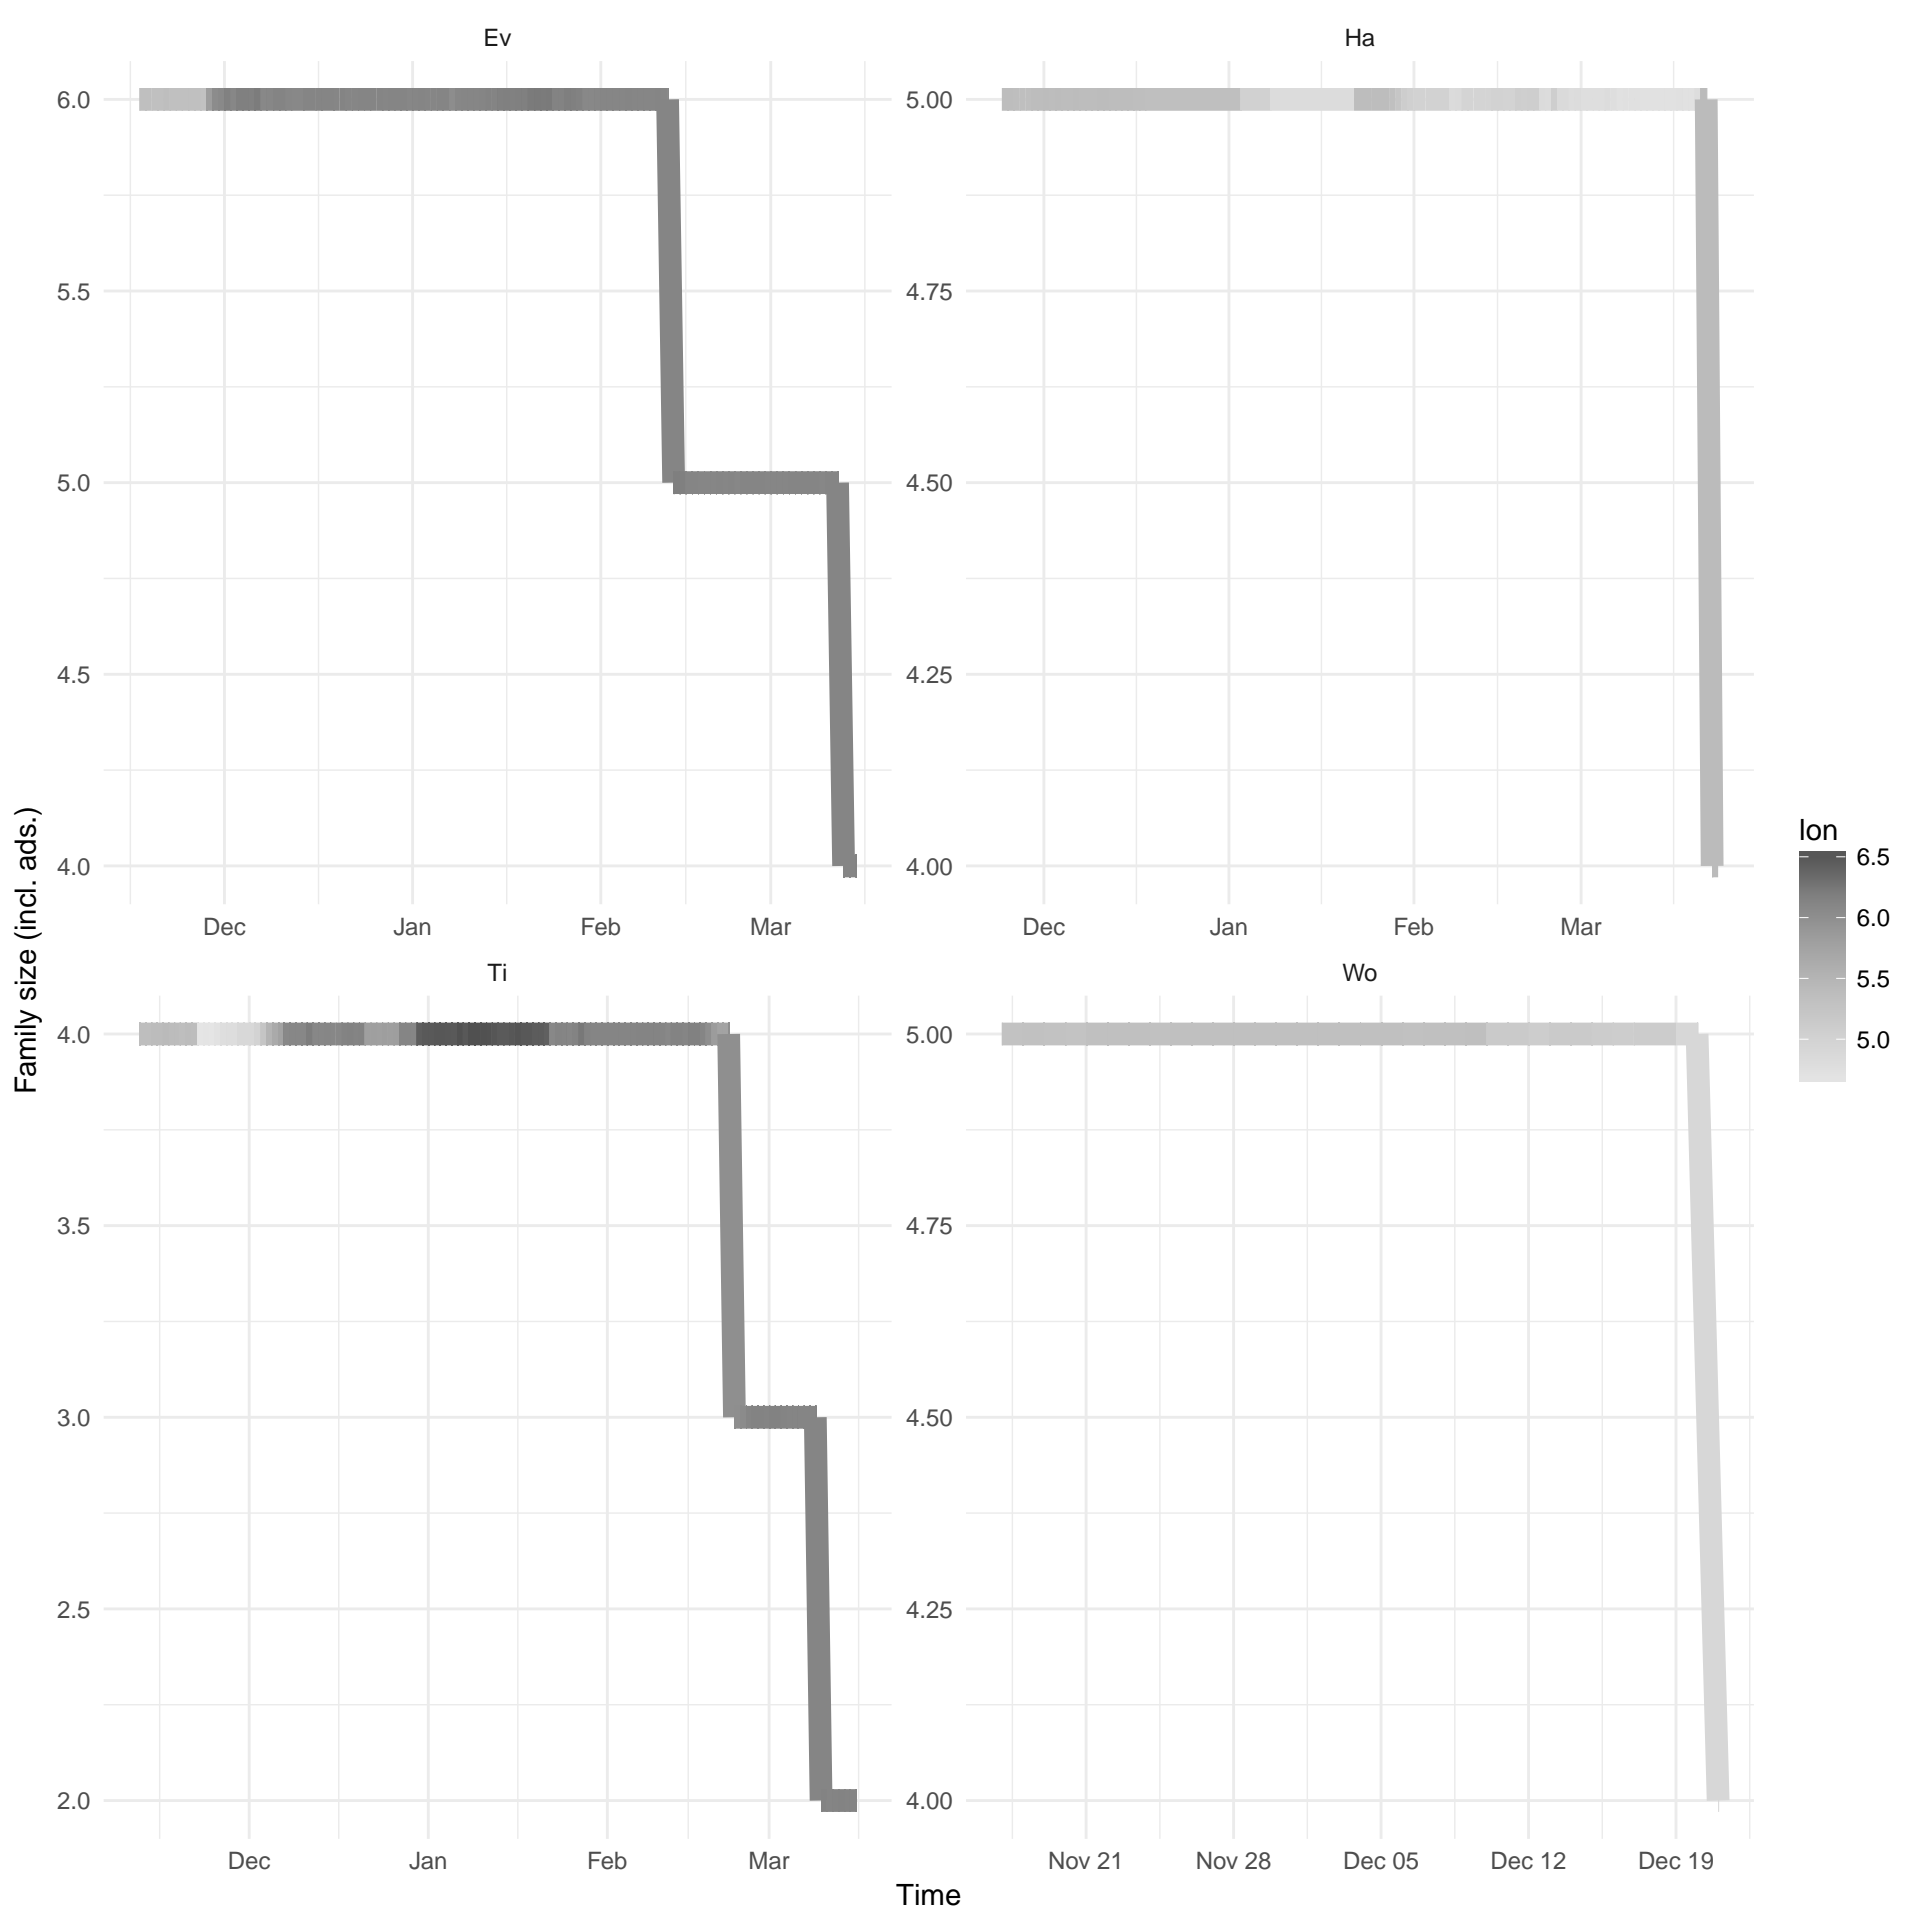 Ev
6.0
5.5
5.0
4.5
4.0
Dec Jan Feb Mar
Ha
5.00
4.75
4.50
4.25
4.00
Dec Jan Feb Mar
Ti
4.0
3.5
3.0
2.5
2.0
Dec Jan Feb Mar
Wo
5.00
4.75
4.50
4.25
4.00
Nov 21 Nov 28 Dec 05 Dec 12 Dec 19
Time
Family size (incl. ads.)
lon
6.5
6.0
5.5
5.0